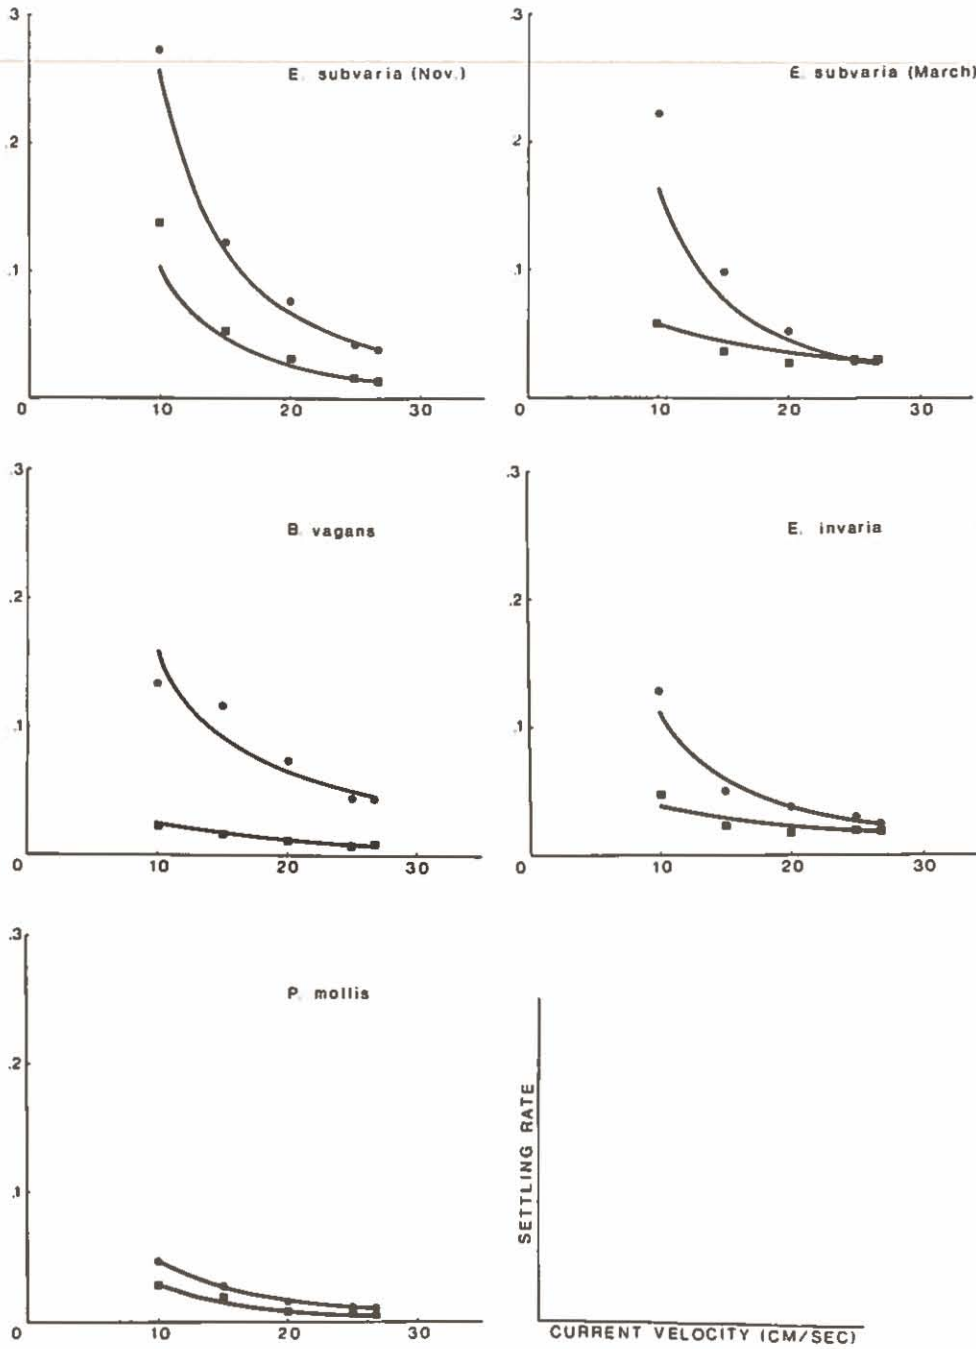 .3
E. subvaria (Nov.)
.2
.1
0 10 20 30
.3
E. subvaria (March)
.2
.1
0 10 20 30
.3
B. vagans
.2
.1
0 10 20 30
.3
E. invaria
.2
.1
0 10 20 30
.3
P. mollis
.2
.1
0 10 20 30
SETTLING RATE
CURRENT VELOCITY (CM/SEC)